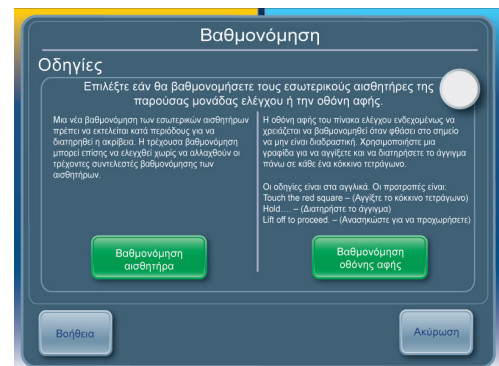 Βαθμονόμηση
Οδηγίες
Επιλέξτε εάν θα βαθμονομήσετε τους εσωτερικούς αισθητήρες της
παρούσας μονάδας ελέγχου ή την οθόνη αφής.
Μια νέα βαθμονόμηση των εσωτερικών αισθητήρων
πρέπει να εκτελείται κατά περιόδους για να
διατηρηθεί η ακρίβεια. Η τρέχουσα βαθμονόμηση
μπορεί επίσης να ελεγχθεί χωρίς να αλλαχθούν οι
τρέχοντες συντελεστές βαθμονόμησης των
αισθητήρων.
Η οθόνη αφής του πίνακα ελέγχου ενδεχομένως να
χρειάζεται να βαθμονομηθεί όταν φθάσει στο σημείο
να μην είναι διαδραστική. Χρησιμοποιήστε μια
γραφίδα για να αγγίξετε και να διατηρήσετε το άγγιγμα
πάνω σε κάθε ένα κόκκινο τετράγωνο.
Οι οδηγίες είναι στα αγγλικά. Οι προτροπές είναι:
Touch the red square – (Αγγίξτε το κόκκινο τετράγωνο)
Hold.... – (Διατηρήστε το άγγιγμα)
Lift off to proceed. – (Ανασηκώστε για να προχωρήσετε)
Βαθμονόμηση
αισθητήρα
Βαθμονόμηση
οθόνης αφής
Βοήθεια
Ακύρωση